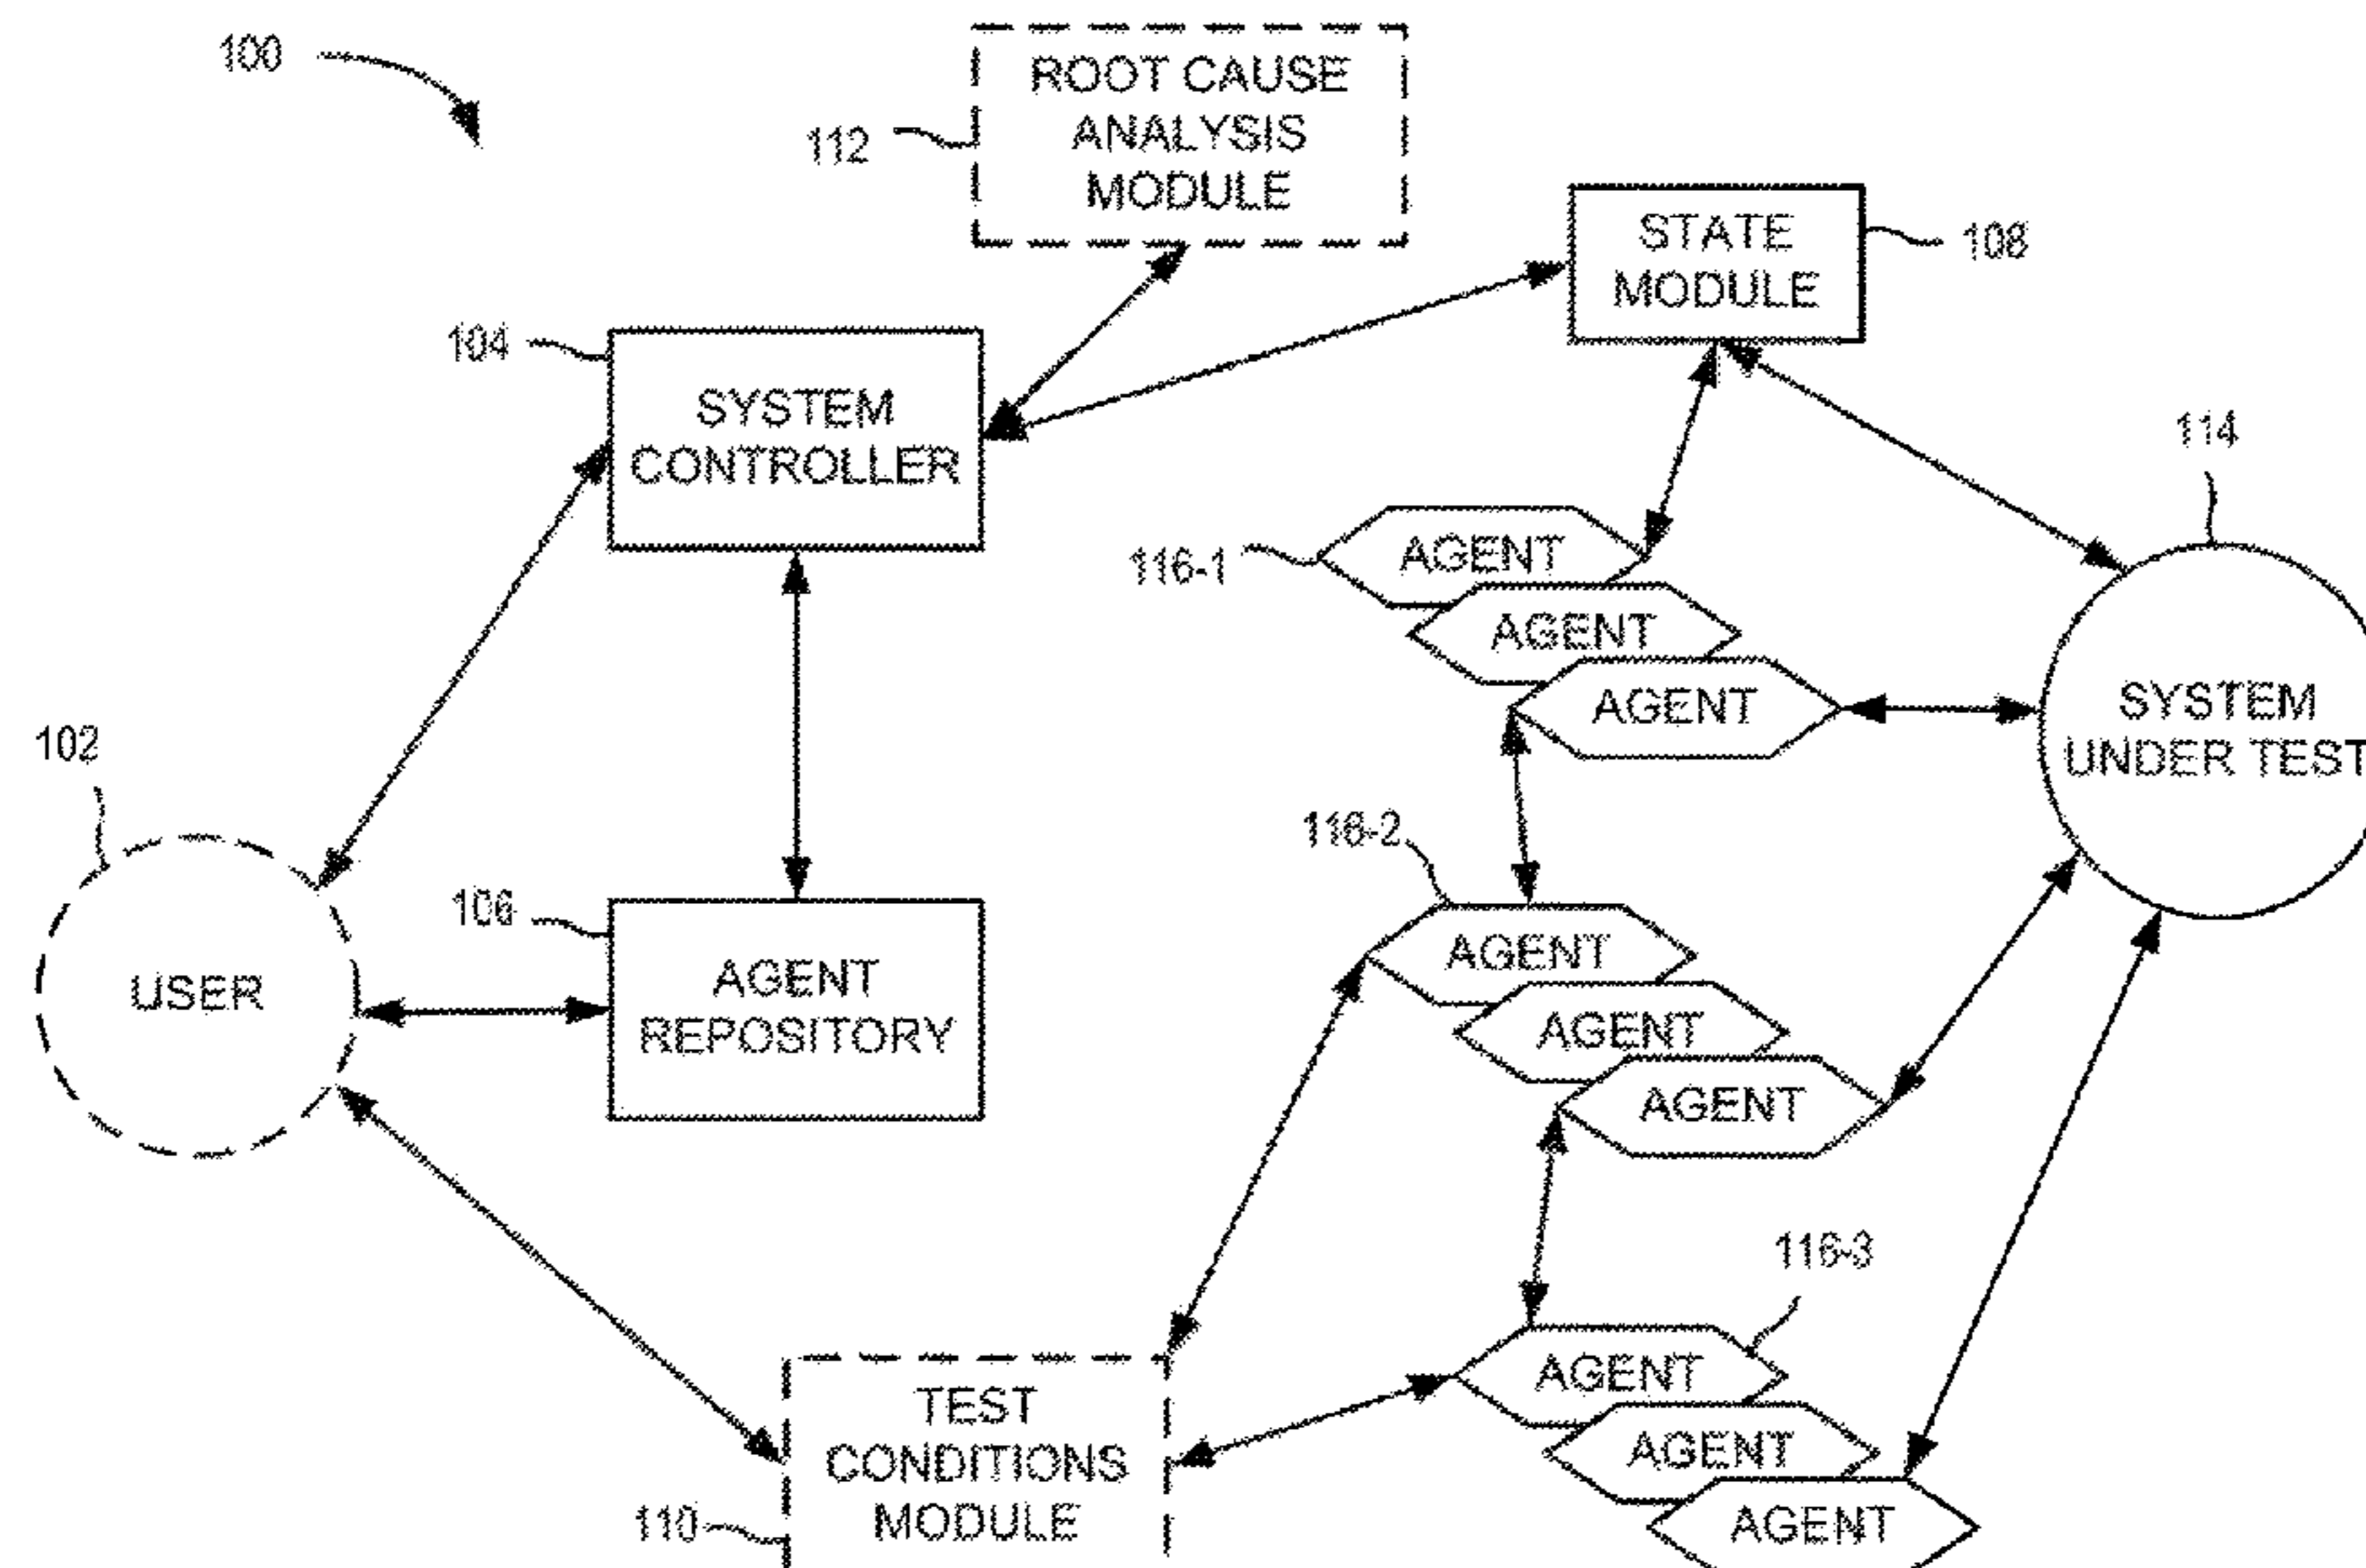 100
ROOT CAUSE
ANALYSIS
MODULE
112
STATE
MODULE
108
104
SYSTEM
CONTROLLER
114
116-1
AGENT
AGENT
AGENT
SYSTEM
UNDER TEST
102
116-2
106
AGENT
REPOSITORY
USER
AGENT
AGENT
AGENT
116-3
TEST
CONDITIONS
MODULE
110
AGENT
AGENT
AGENT